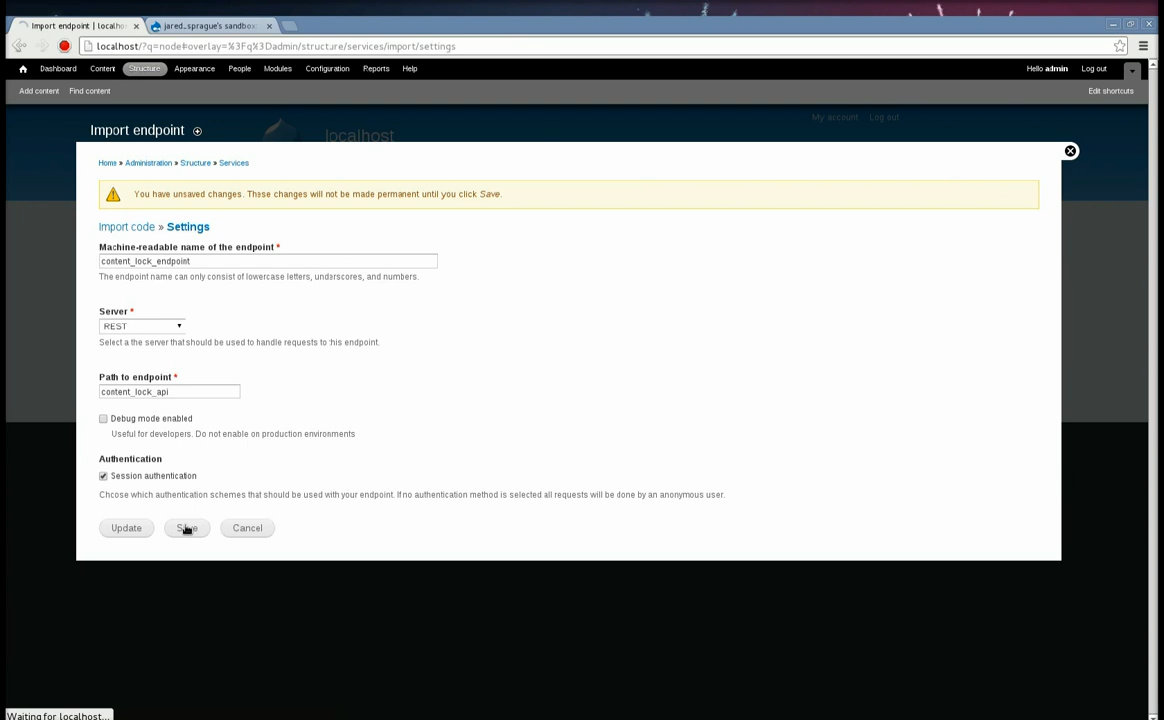 Import endpoint | localho
jared_sprague's sandbox
localhost/?q=node#overlay=%3Fq%3Dadmin/structure/services/import/settings
Dashboard Content Structure Appearance People Modules Configuration Reports Help
Hello admin Log out
Add content Find content
Edit shortcuts
My account Log out
Import endpoint
localhost
Home » Administration » Structure » Services
You have unsaved changes. These changes will not be made permanent until you click Save.
Import code » Settings
Machine-readable name of the endpoint *
content_lock_endpoint
The endpoint name can only consist of lowercase letters, underscores, and numbers.
Server *
REST
Select a the server that should be used to handle requests to this endpoint.
Path to endpoint *
content_lock_api
Debug mode enabled
Useful for developers. Do not enable on production environments
Authentication
Session authentication
Choose which authentication schemes that should be used with your endpoint. If no authentication method is selected all requests will be done by an anonymous user.
Update Save Cancel
Waiting for localhost...